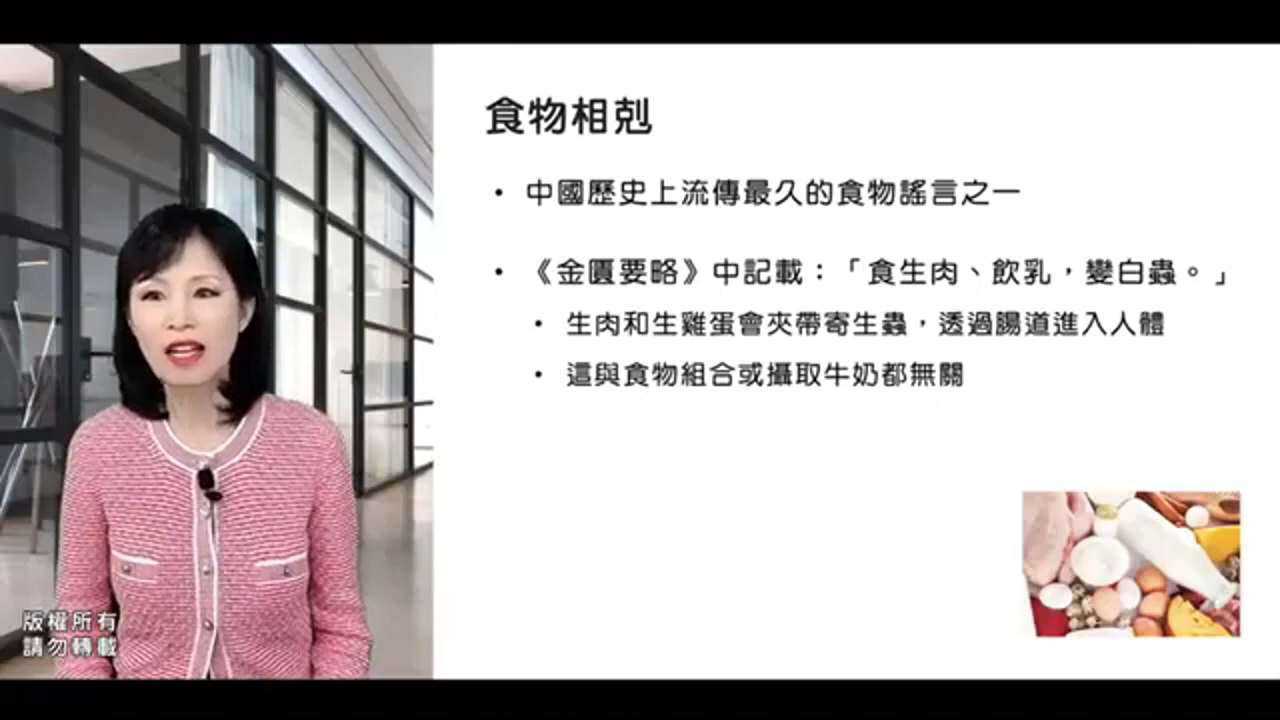 食物相剋
• 中國歷史上流傳最久的食物謠言之一
• 《金匱要略》中記載：「食生肉、飲乳，變白蟲。」
• 生肉和生雞蛋會夾帶寄生蟲，透過腸道進入人體
• 這與食物組合或攝取牛奶都無關
版權所有
請勿轉載